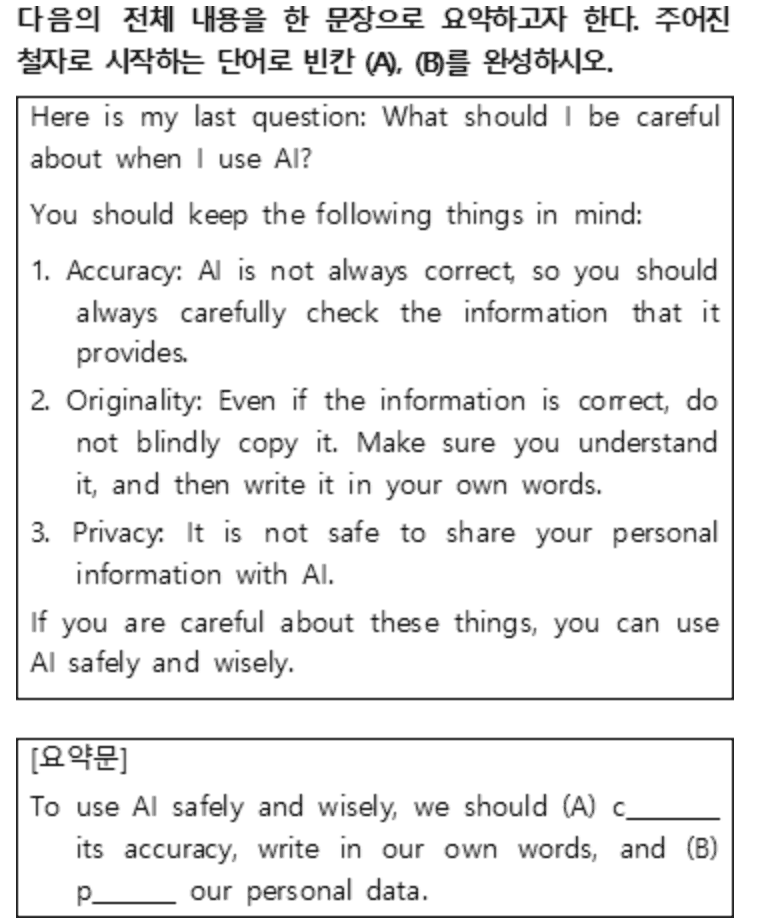 다음의 전체 내용을 한 문장으로 요약하고자 한다. 주어진
철자로 시작하는 단어로 빈칸 (A), (B)를 완성하시오.
Here is my last question: What should I be careful
about when I use AI?
You should keep the following things in mind:
1. Accuracy: AI is not always correct, so you should
always carefully check the information that it
provides.
2. Originality: Even if the information is correct, do
not blindly copy it. Make sure you understand
it, and then write it in your own words.
3. Privacy: It is not safe to share your personal
information with AI.
If you are careful about these things, you can use
AI safely and wisely.
[요약문]
To use AI safely and wisely, we should (A) c______
its accuracy, write in our own words, and (B)
p______ our personal data.